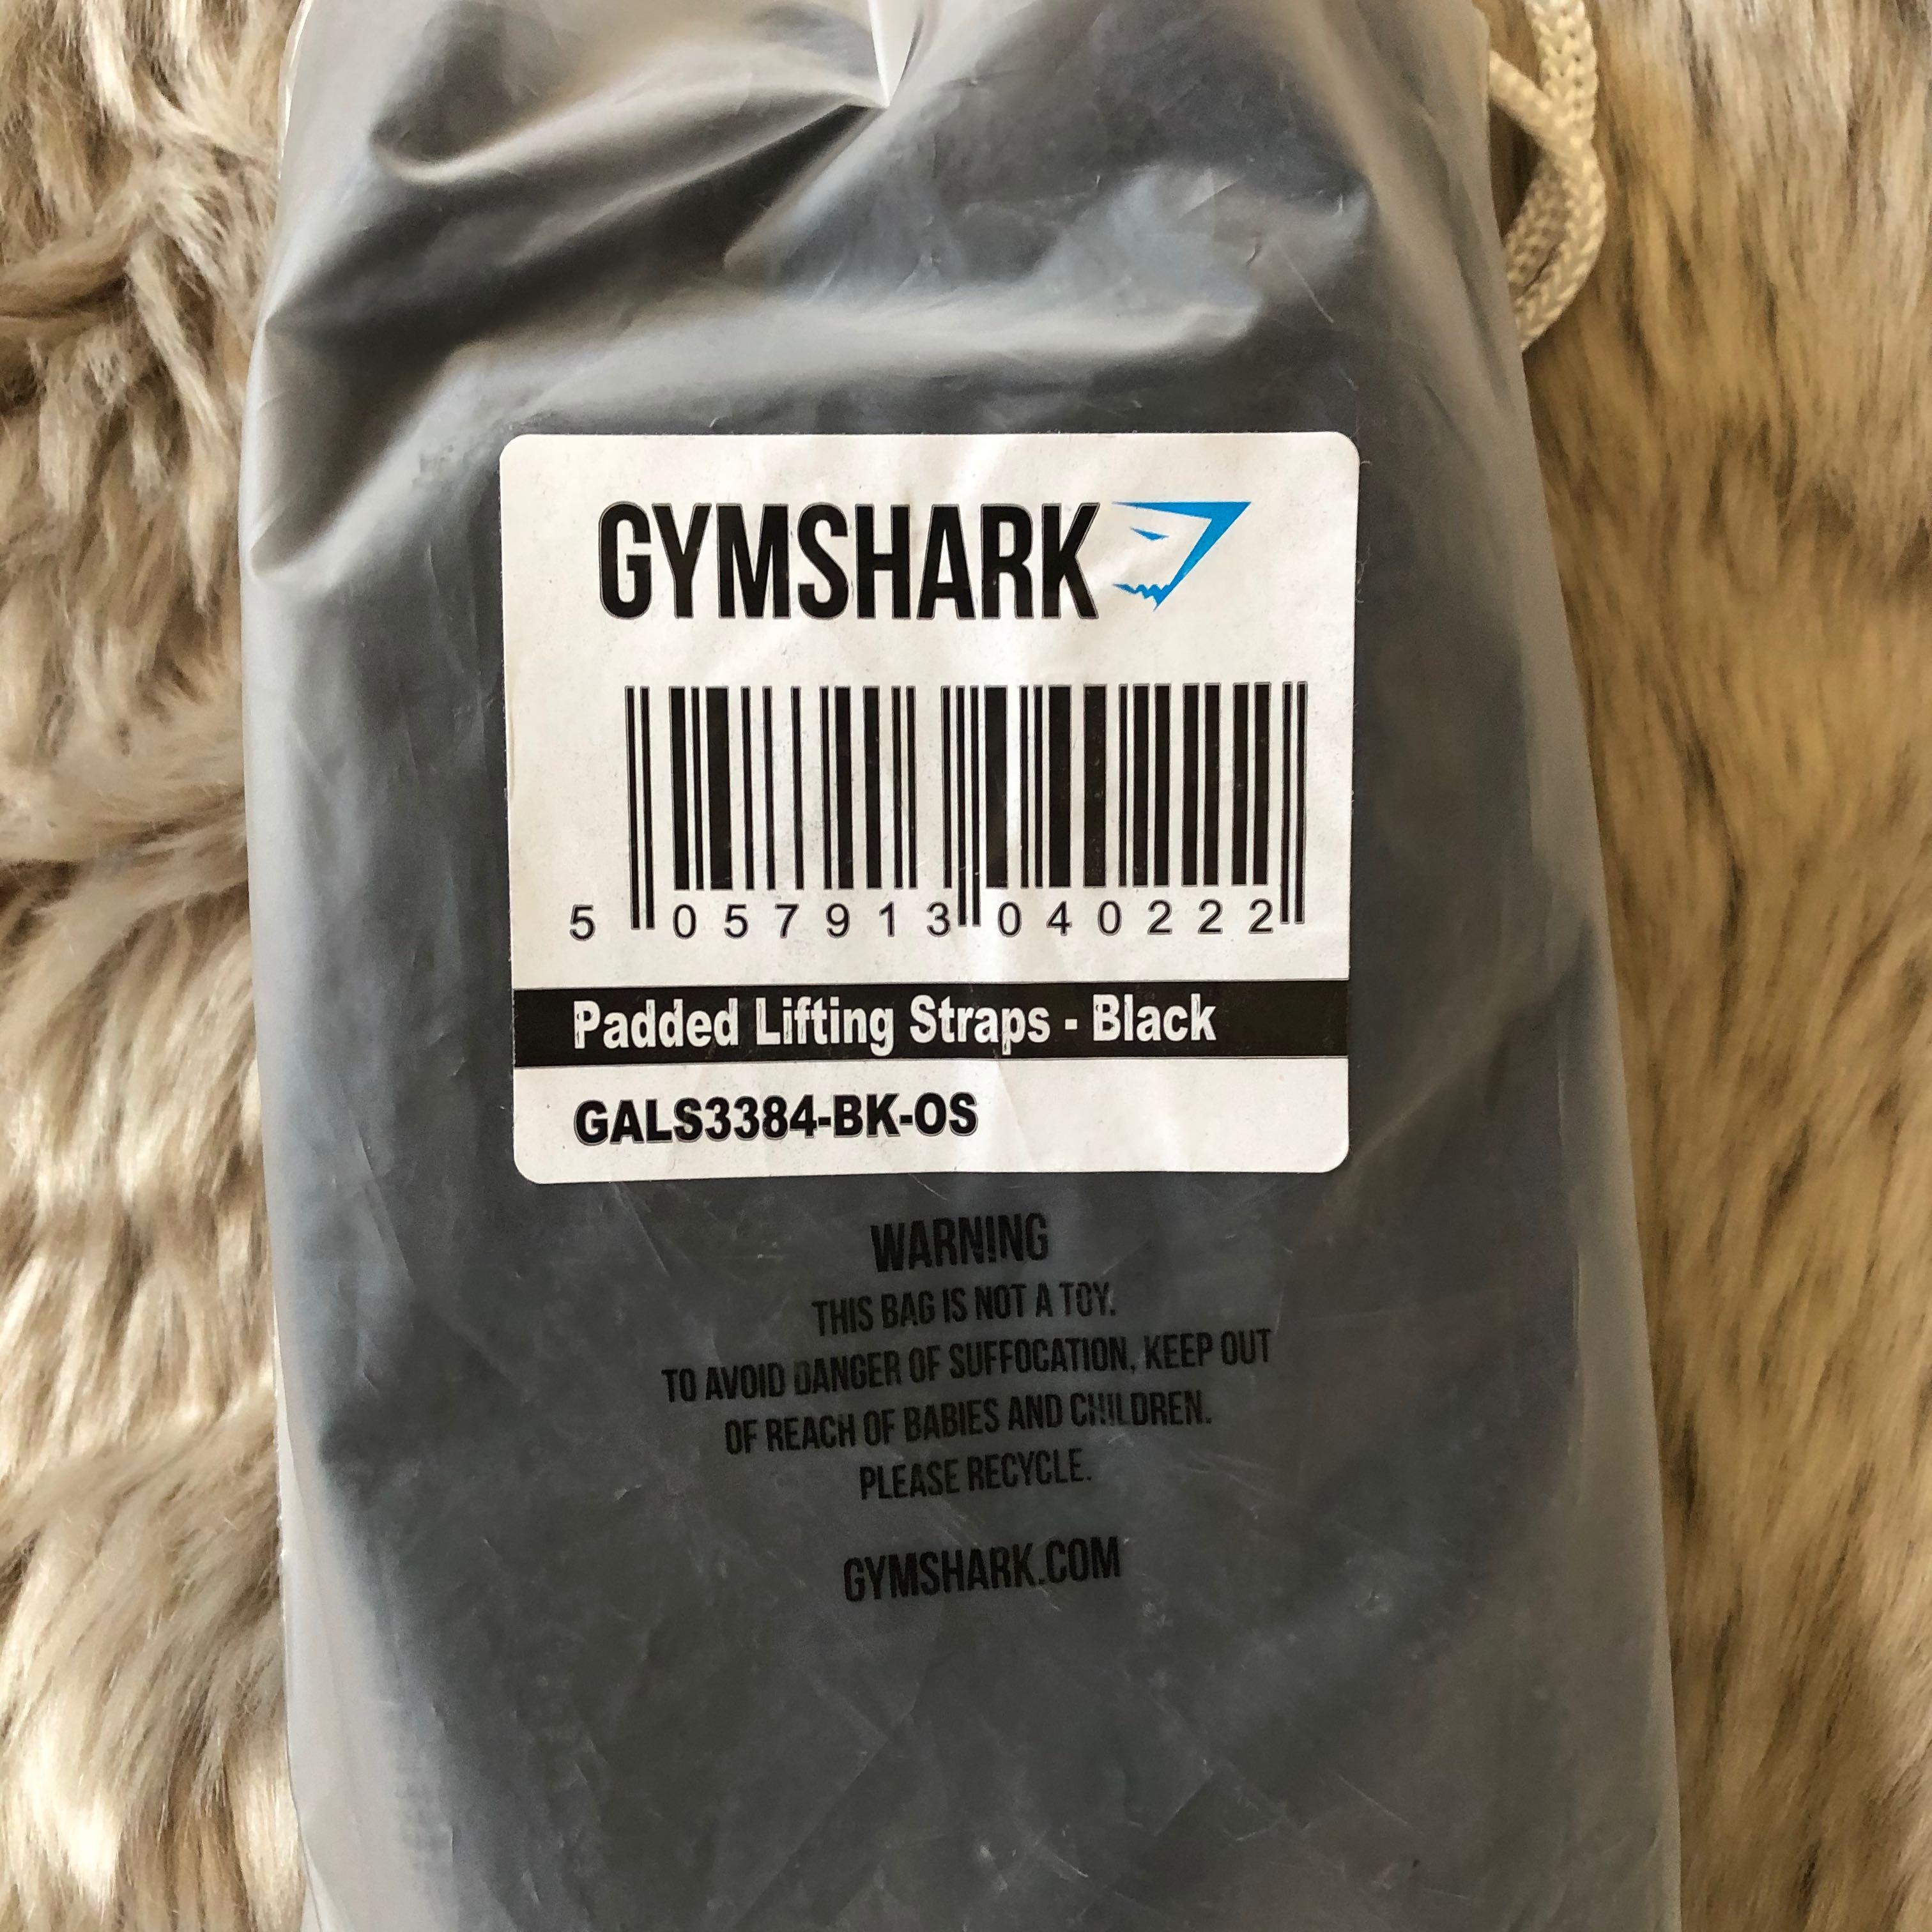 GYMSHARK
5 057913 040222
Padded Lifting Straps - Black
GALS3384-BK-OS
WARNING
THIS BAG IS NOT A TOY.
TO AVOID DANGER OF SUFFOCATION, KEEP OUT
OF REACH OF BABIES AND CHILDREN.
PLEASE RECYCLE.
GYMSHARK.COM